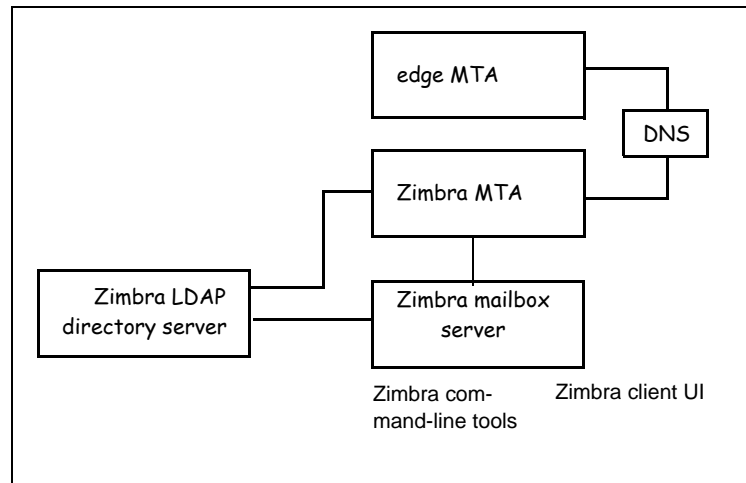 edge MTA
DNS
Zimbra MTA
Zimbra LDAP
directory server
Zimbra mailbox
server
Zimbra com-
mand-line tools
Zimbra client UI